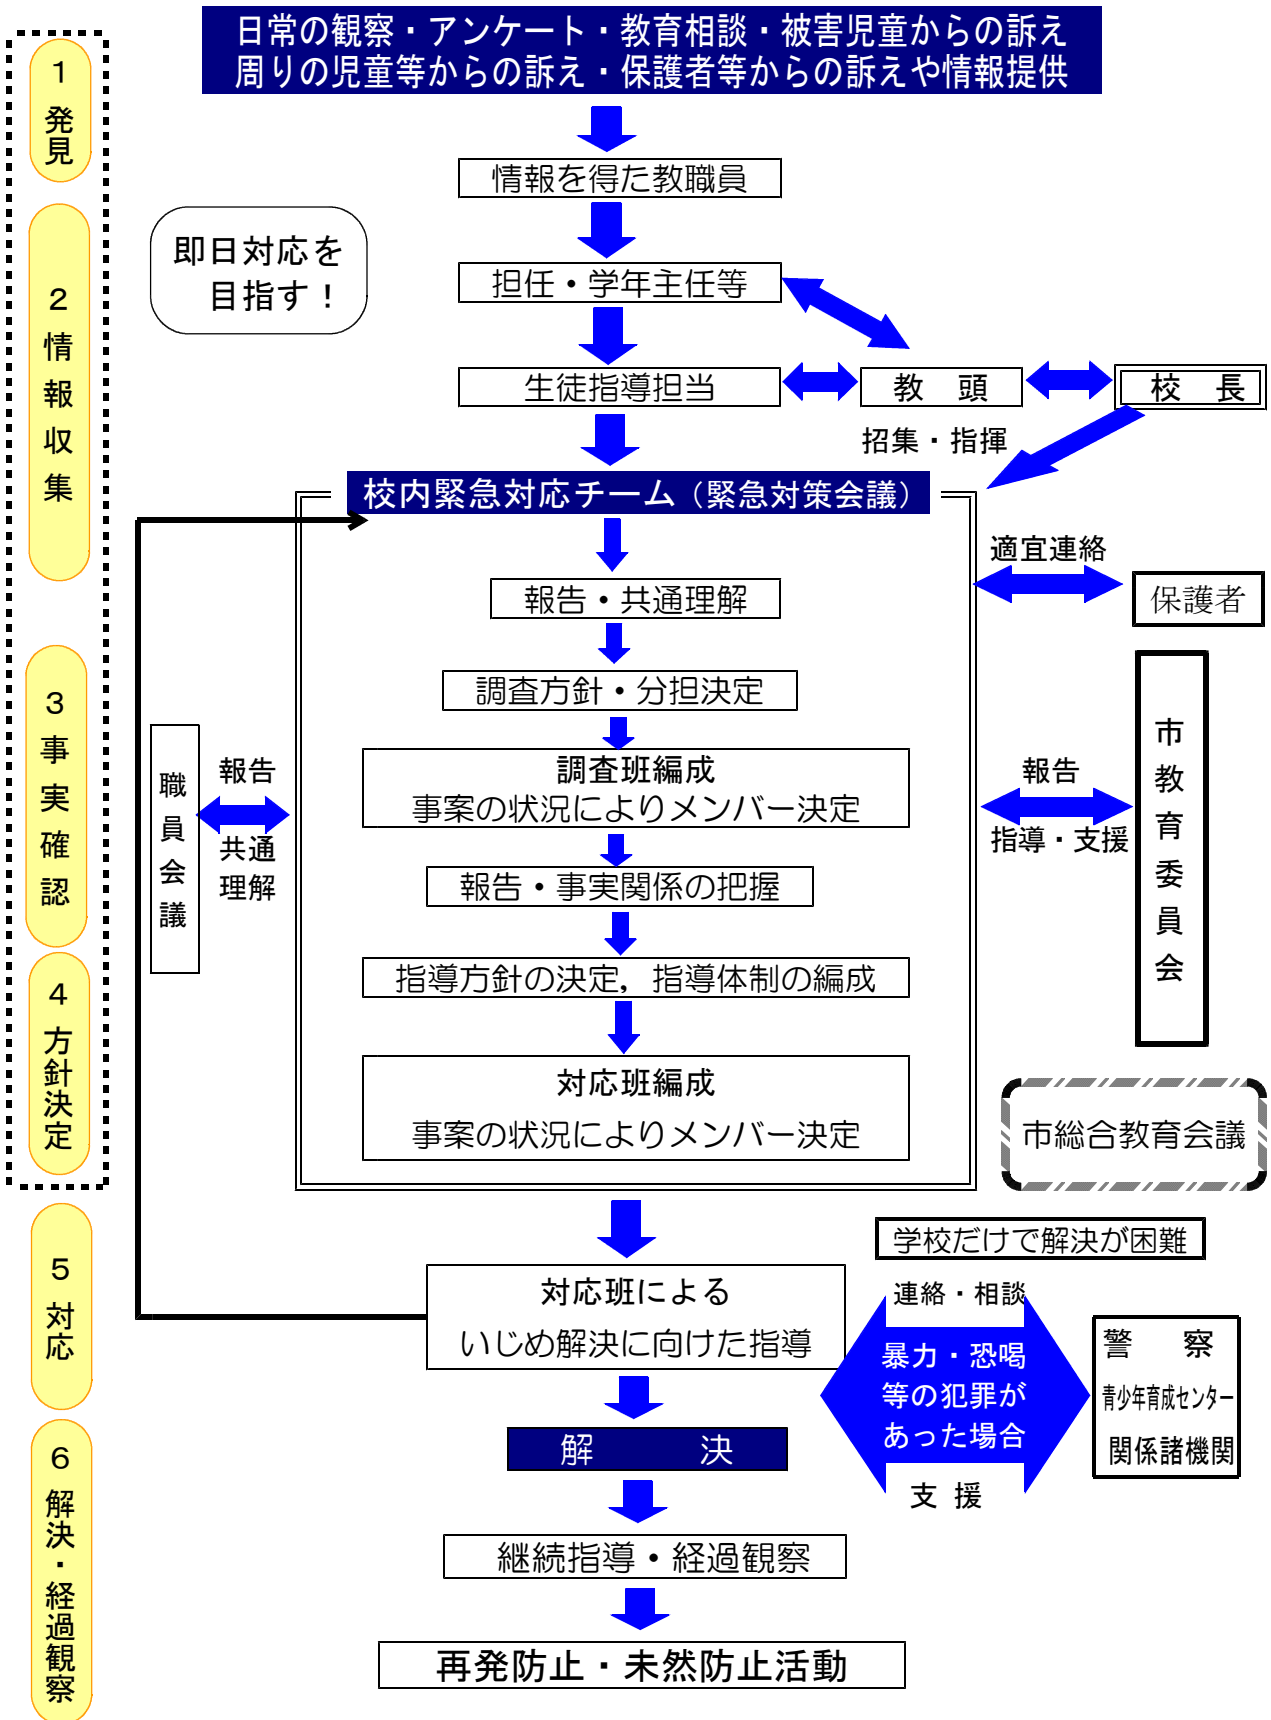 日常の観察・アンケート・教育相談・被害児童からの訴え
周りの児童等からの訴え・保護者等からの訴えや情報提供
1
発見
情報を得た教職員
即日対応を
目指す！
2
情報収集
担任・学年主任等
生徒指導担当
教　頭
校　長
招集・指揮
校内緊急対応チーム（緊急対策会議）
適宜連絡
保護者
報告・共通理解
調査方針・分担決定
3
事実確認
職員会議
報告
共通
理解
調査班編成
事案の状況によりメンバー決定
報告
指導・支援
市教育委員会
報告・事実関係の把握
指導方針の決定，指導体制の編成
4
方針決定
対応班編成
事案の状況によりメンバー決定
市総合教育会議
5
対応
学校だけで解決が困難
対応班による
いじめ解決に向けた指導
連絡・相談
暴力・恐喝
等の犯罪が
あった場合
支 援
警　察
青少年育成センター
関係諸機関
6
解決・経過観察
解　　決
継続指導・経過観察
再発防止・未然防止活動